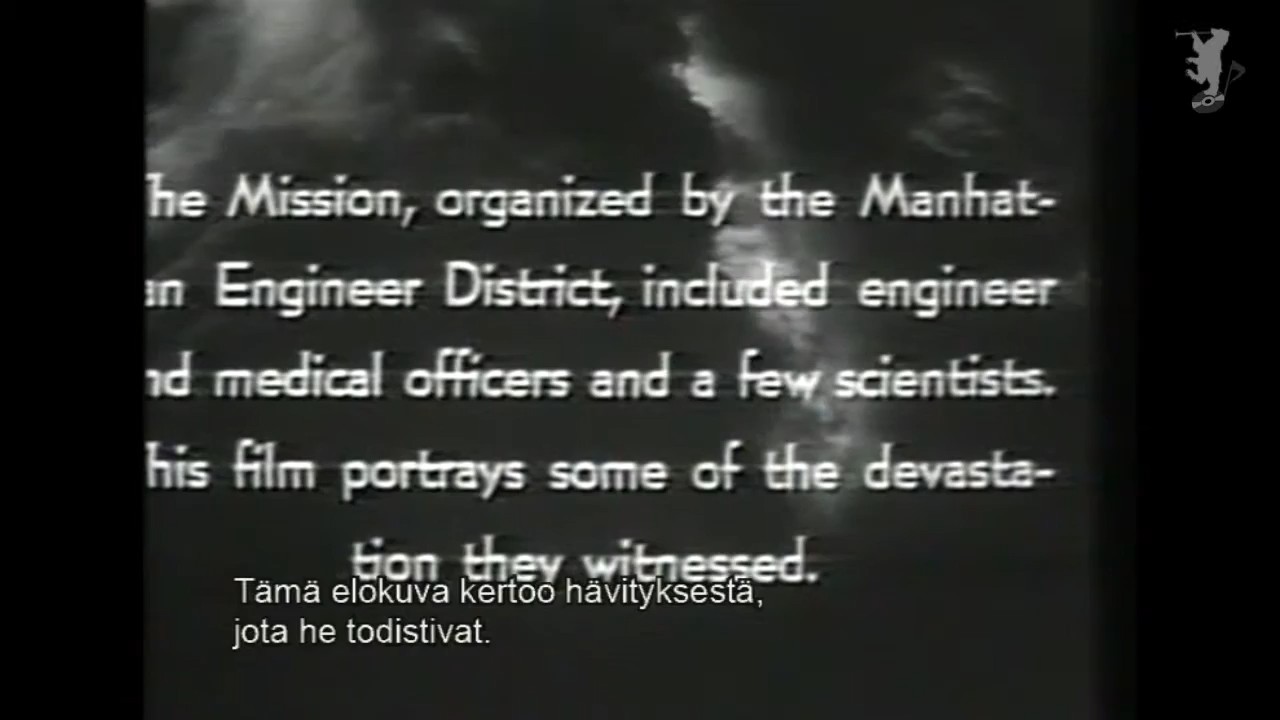 he Mission, organized by the Manhat-
an Engineer District, included engineer
nd medical officers and a few scientists.
his film portrays some of the devasta-
tion they witnessed.
Tämä elokuva kertoo hävityksestä,
jota he todistivat.